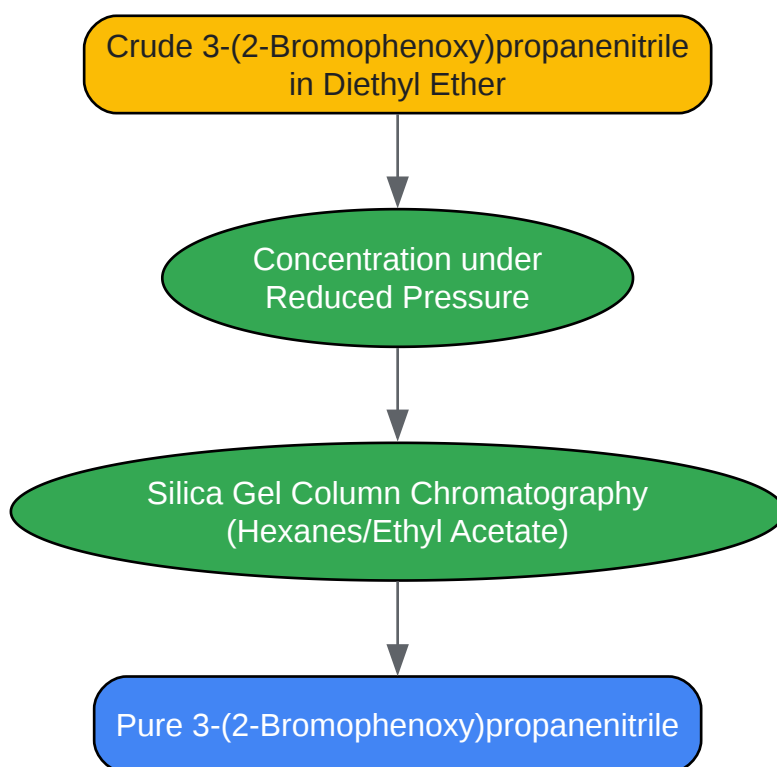 Crude 3-(2-Bromophenoxy)propanenitrile
in Diethyl Ether
Concentration under
Reduced Pressure
Silica Gel Column Chromatography
(Hexanes/Ethyl Acetate)
Pure 3-(2-Bromophenoxy)propanenitrile